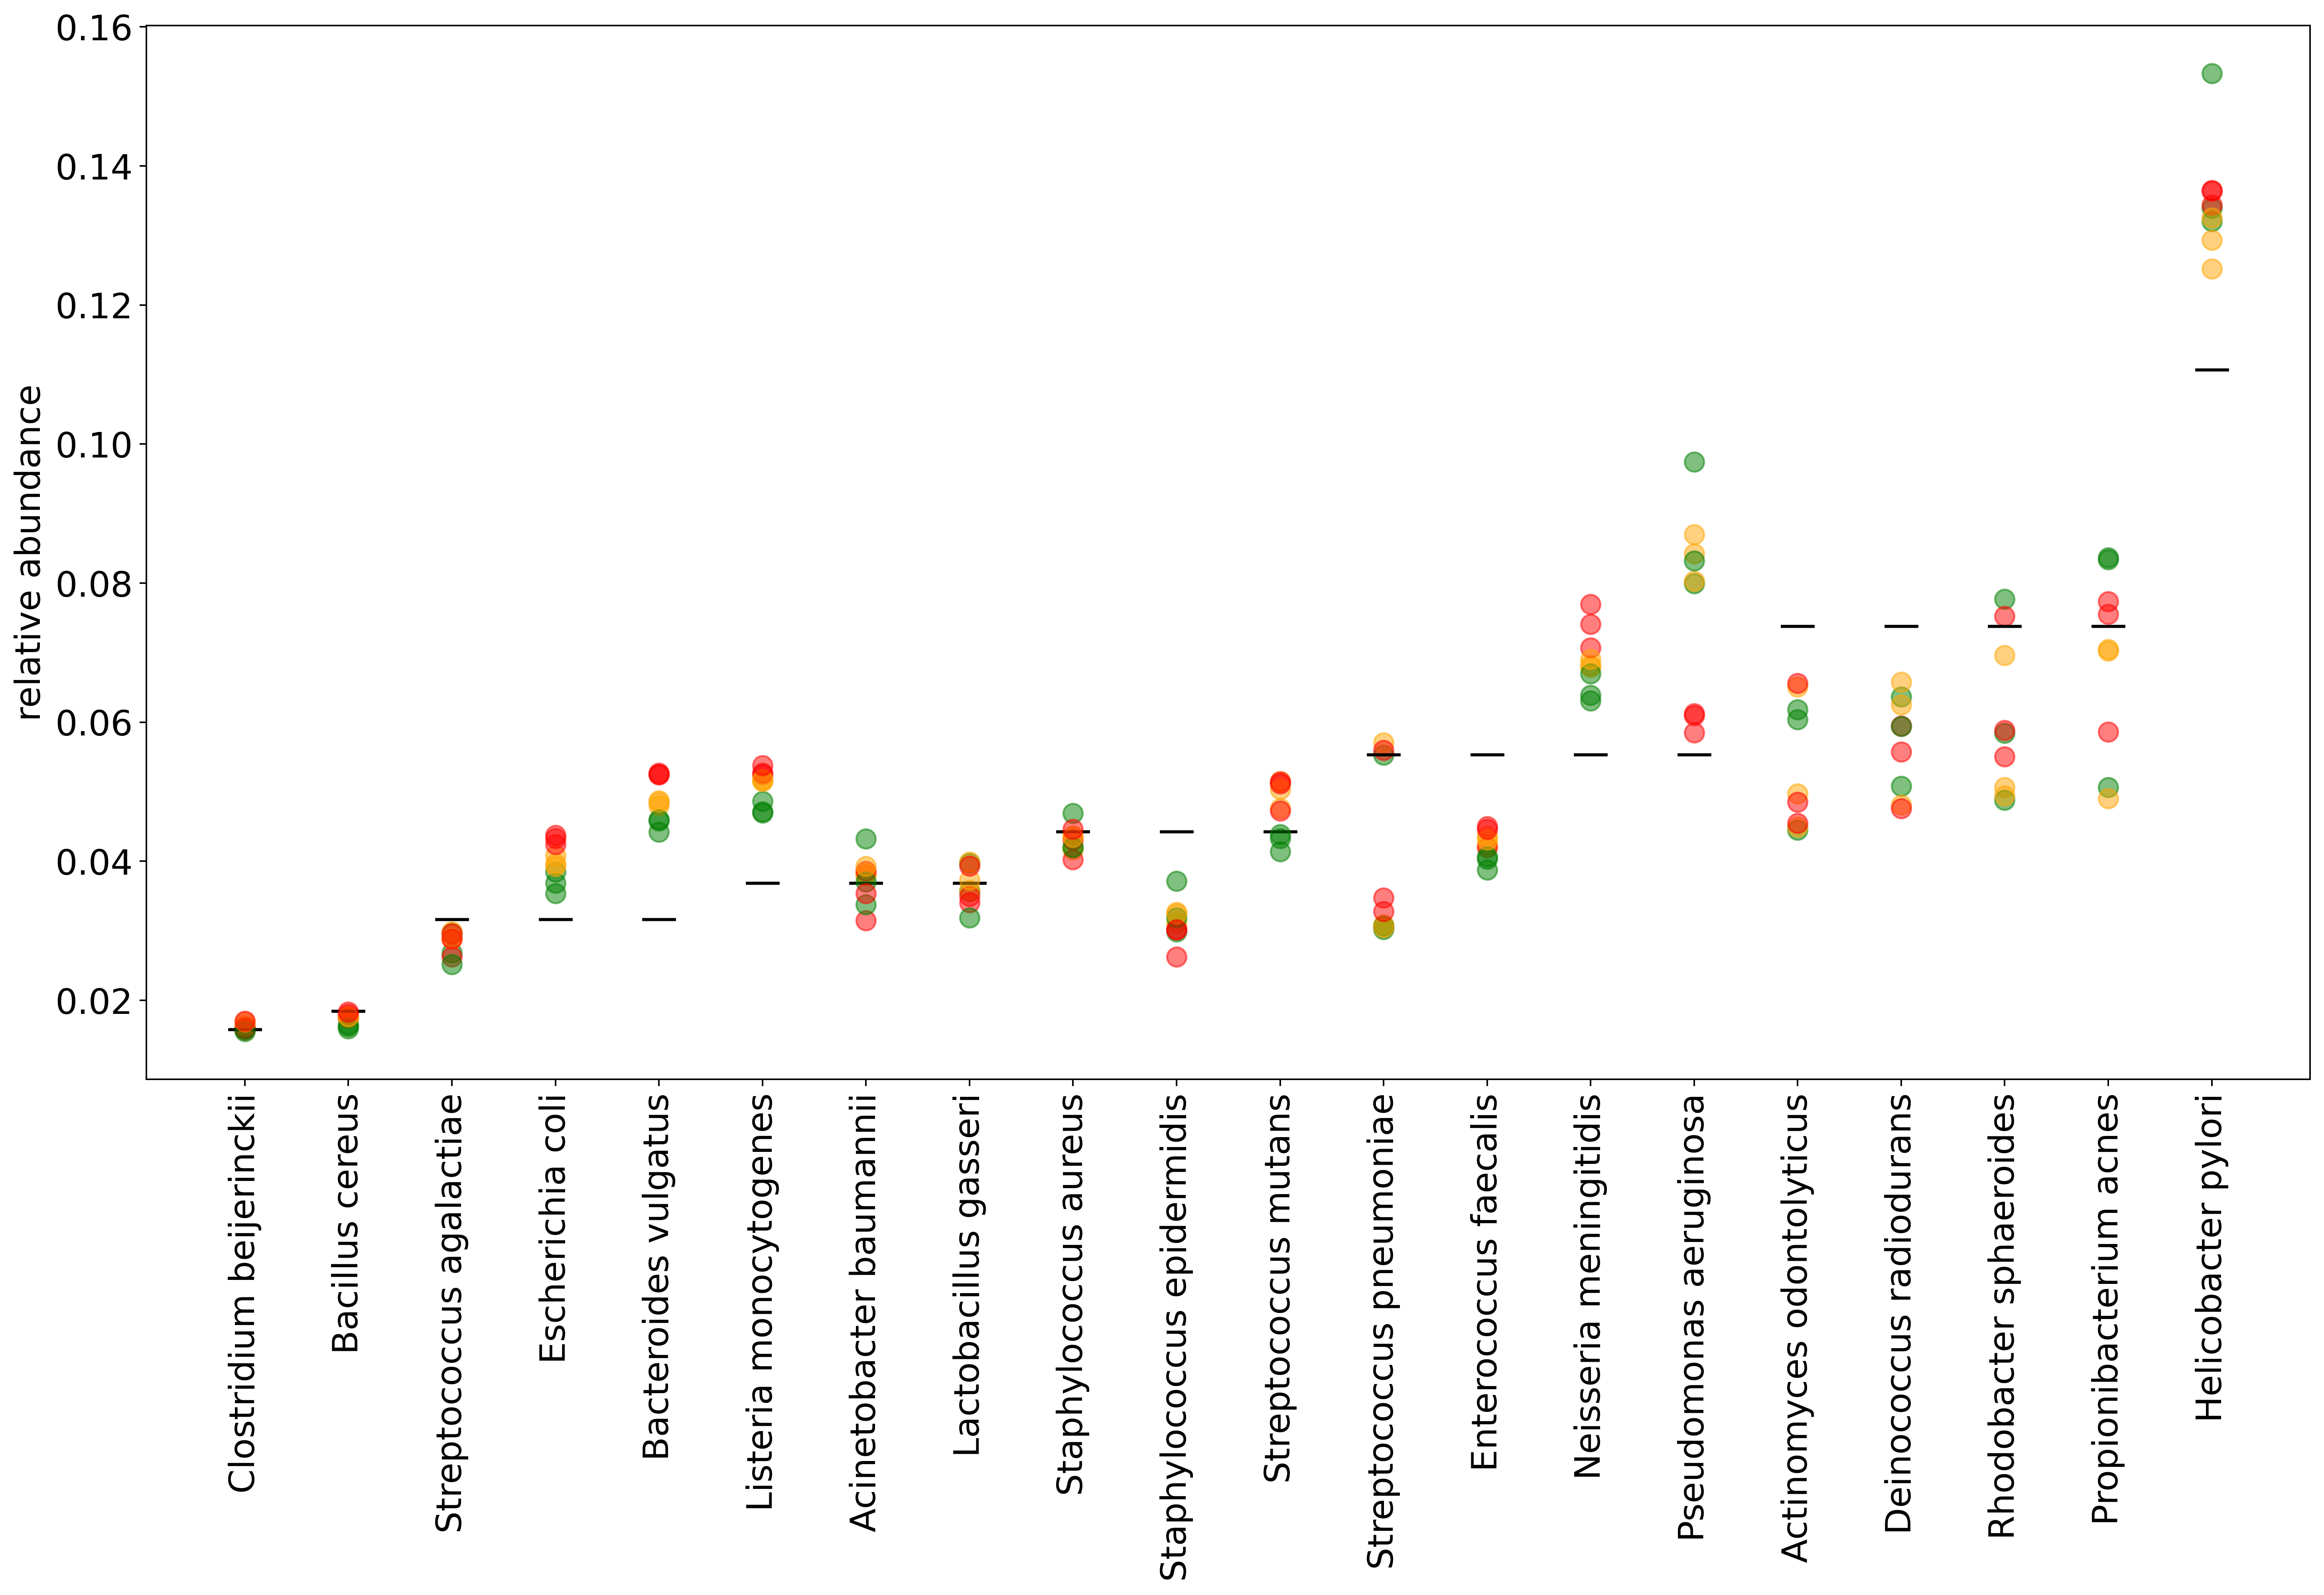 relative abundance
0.16
0.14
0.12
0.10
0.08
0.06
0.04
0.02
Clostridium beijerinckii
Bacillus cereus
Streptococcus agalactiae
Escherichia coli
Bacteroides vulgatus
Listeria monocytogenes
Acinetobacter baumannii
Lactobacillus gasseri
Staphylococcus aureus
Staphylococcus epidermidis
Streptococcus mutans
Streptococcus pneumoniae
Enterococcus faecalis
Neisseria meningitidis
Pseudomonas aeruginosa
Actinomyces odontolyticus
Deinococcus radiodurans
Rhodobacter sphaeroides
Propionibacterium acnes
Helicobacter pylori